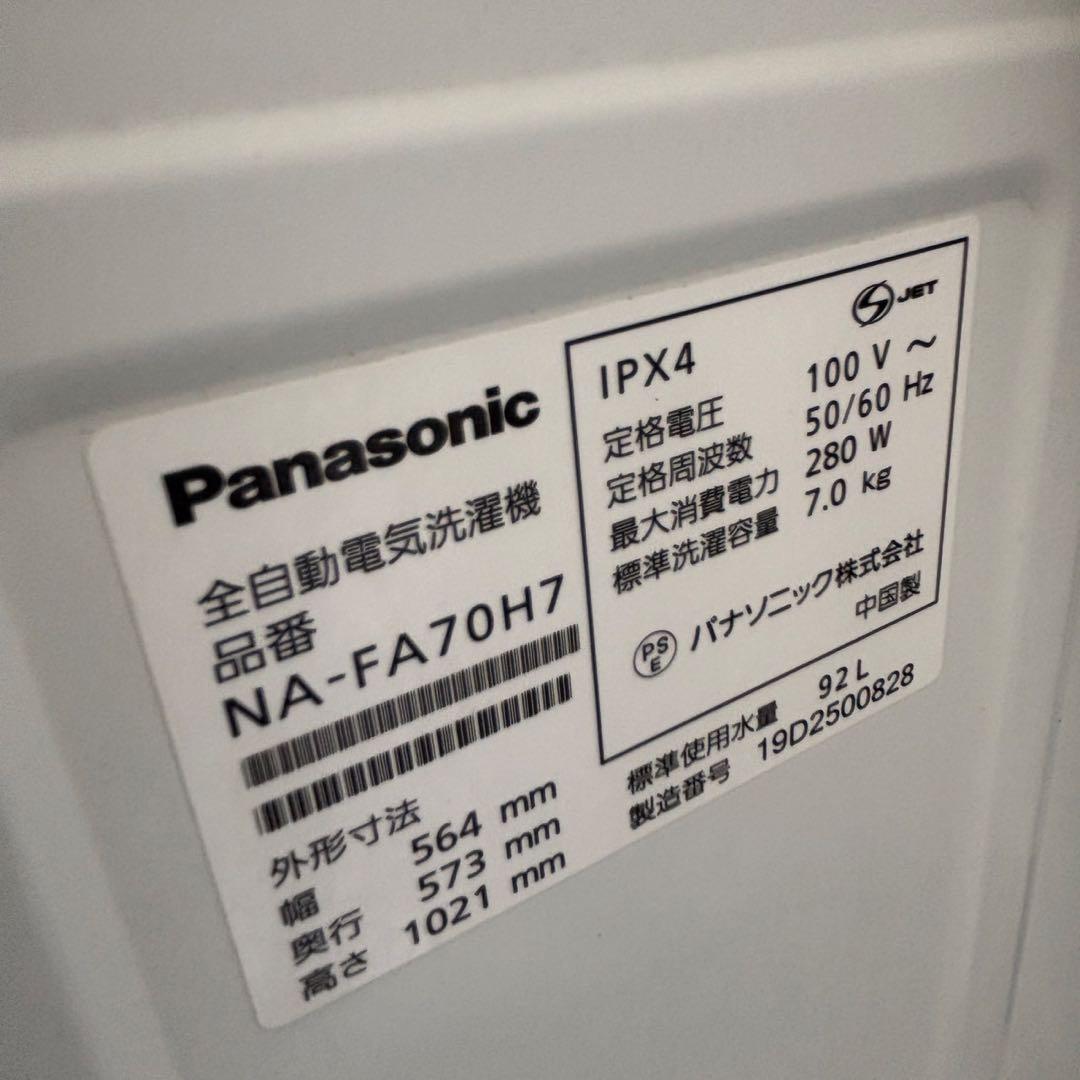 Panasonic
全自動電気洗濯機
品番
NA-FA70H7
外形寸法
幅 564 mm
奥行 573 mm
高さ 1021 mm
JET
IPX4
定格電圧 100 V ～
定格周波数 50/60 Hz
最大消費電力 280 W
標準洗濯容量 7.0 kg
PS
E
パナソニック株式会社
中国製
標準使用水量 92L
製造番号 19D2500828